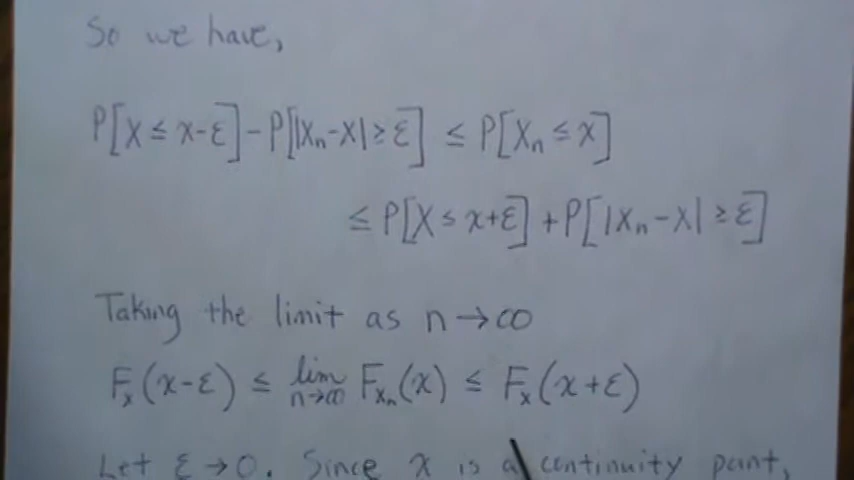 So we have,
P[X ≤ x-ε] - P[|Xn-X| ≥ ε] ≤ P[Xn ≤ x]
≤ P[X ≤ x+ε] + P[|Xn-X| ≥ ε]
Taking the limit as n→∞
Fx(x-ε) ≤ lim n→∞ FXn(x) ≤ Fx(x+ε)
Let ε→0. Since x is a continuity point,